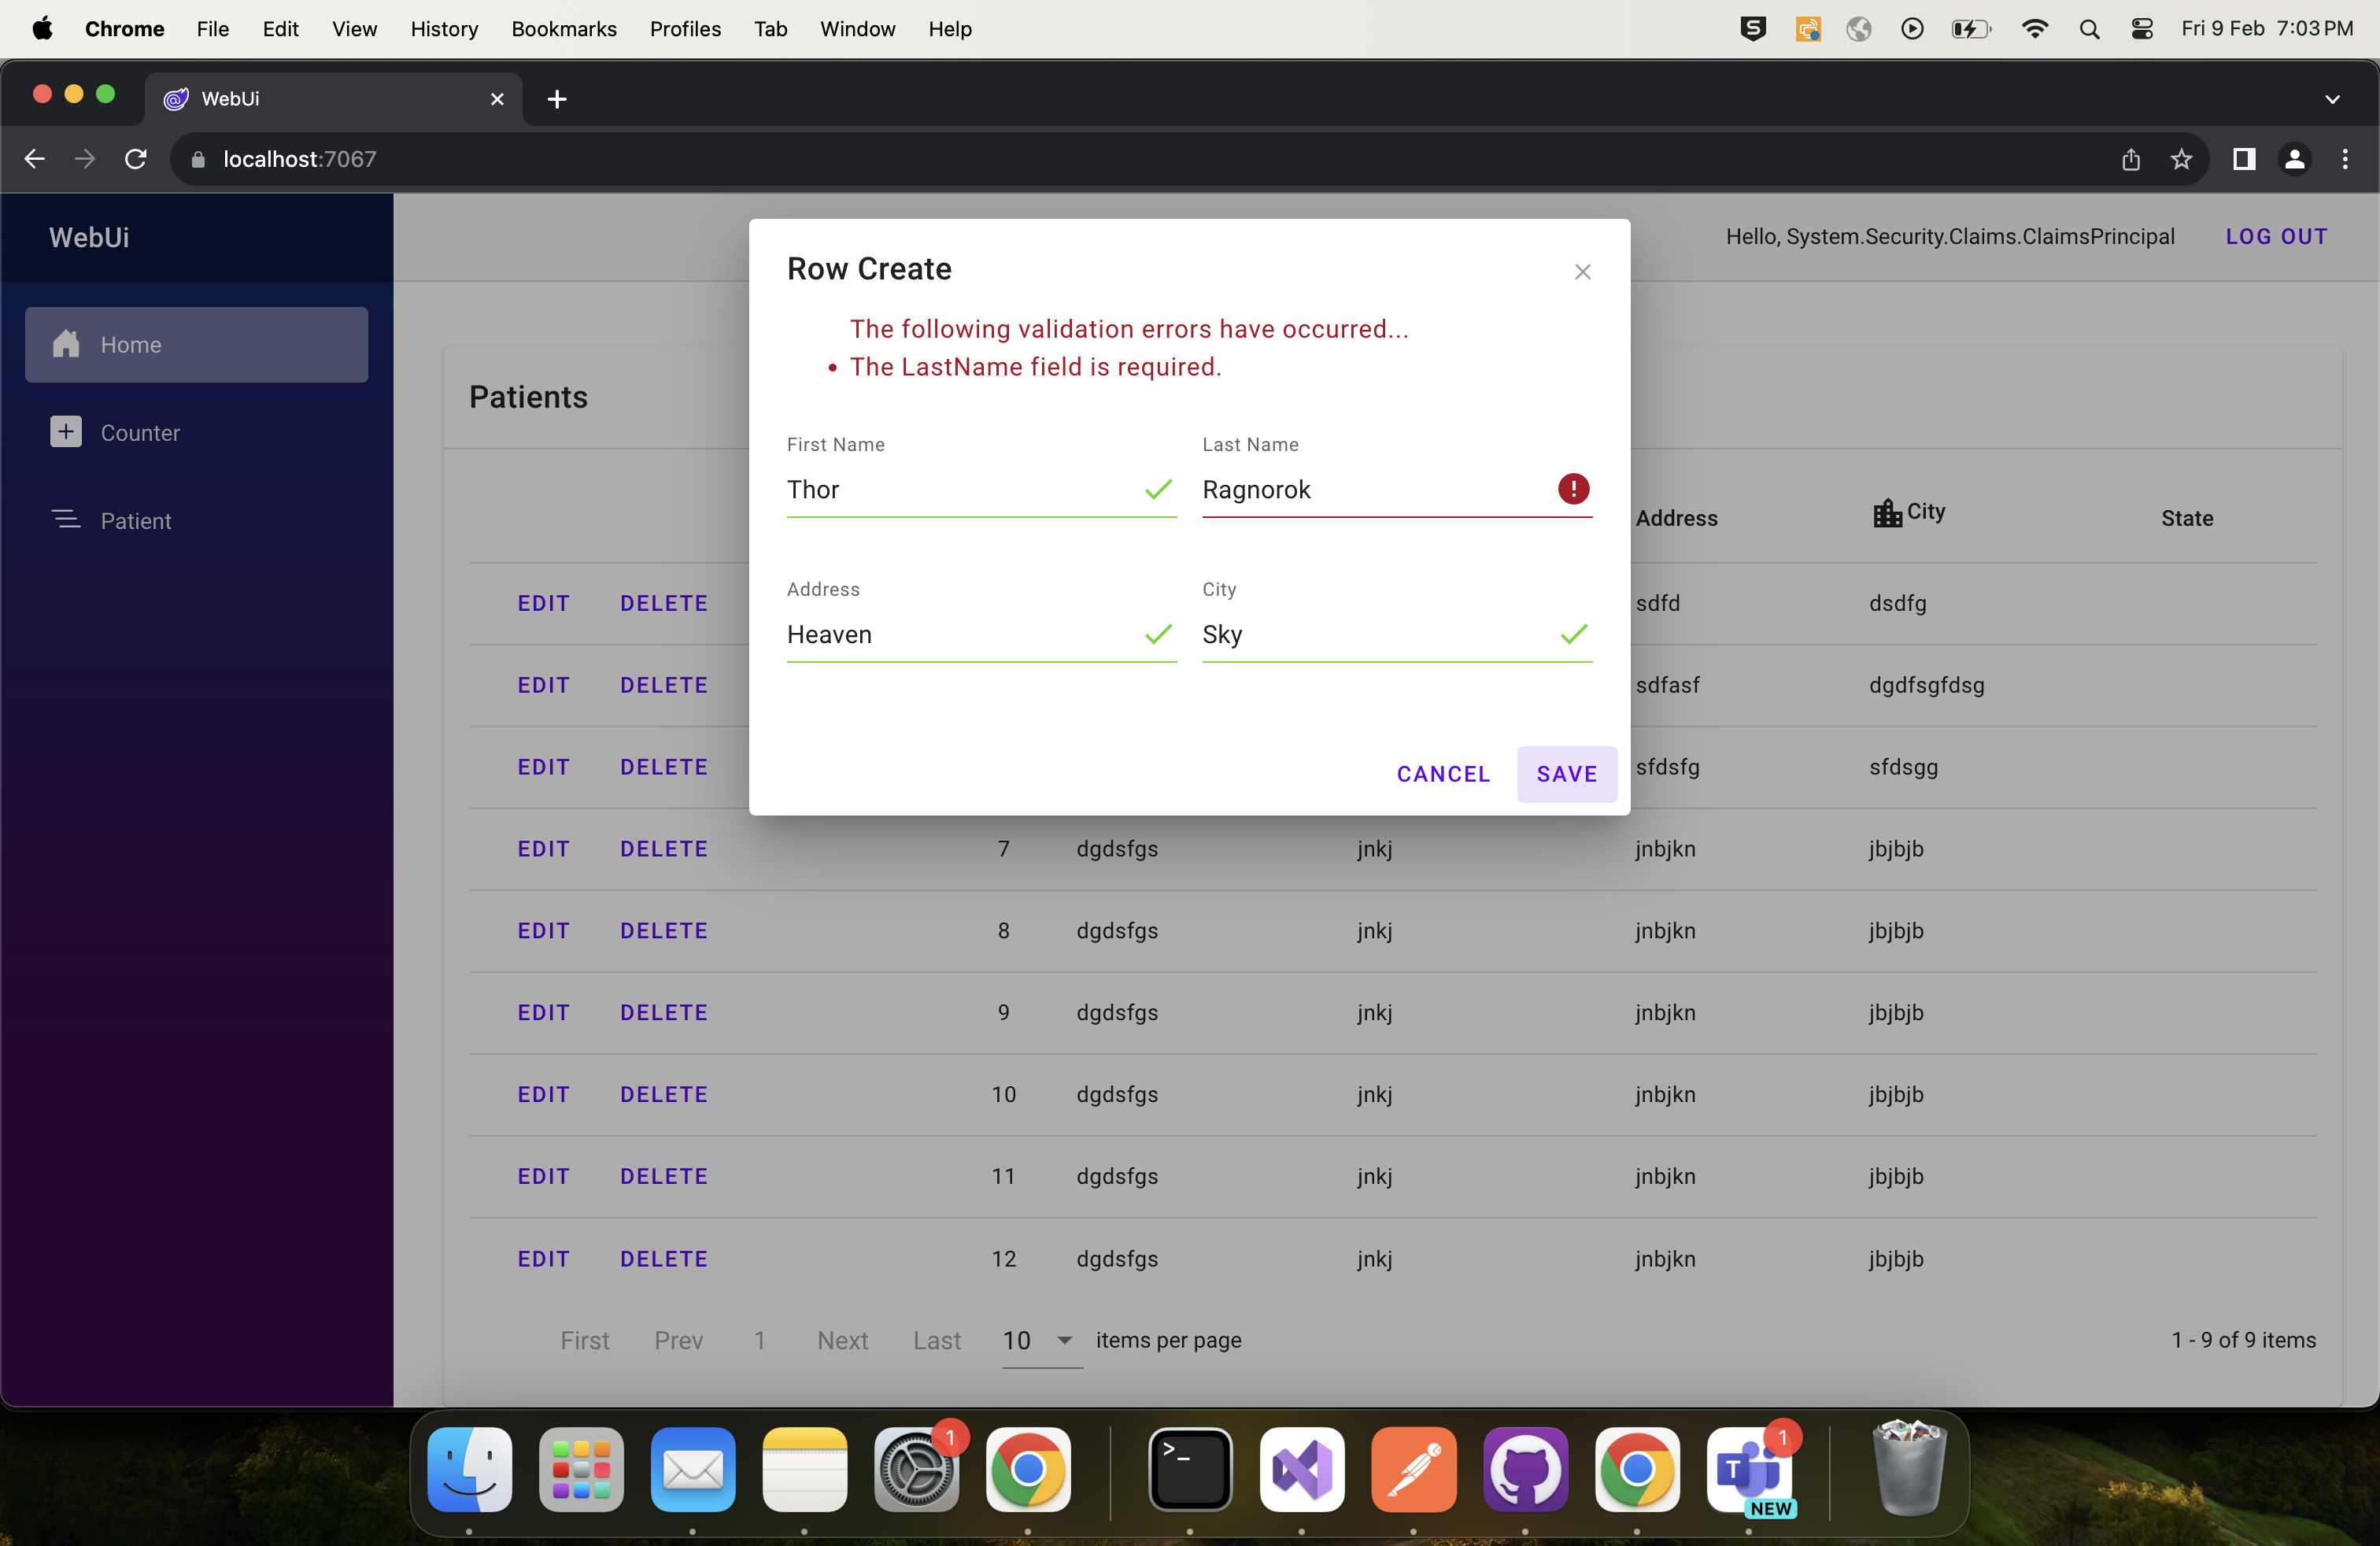 Chrome File Edit View History Bookmarks Profiles Tab Window Help Fri 9 Feb 7:03 PM
WebUi
localhost:7067
WebUi
Hello, System.Security.Claims.ClaimsPrincipal LOG OUT
Home
Counter
Patient
Patients
Row Create
The following validation errors have occurred...
• The LastName field is required.
First Name Last Name
Thor Ragnorok
Address City
Heaven Sky
CANCEL SAVE
Address City State
EDIT DELETE sdfd dsdfg
EDIT DELETE sdfasf dgdfsgfdsg
EDIT DELETE sfdsfg sfdsgg
EDIT DELETE 7 dgdsfgs jnkj jnbjkn jbjbjb
EDIT DELETE 8 dgdsfgs jnkj jnbjkn jbjbjb
EDIT DELETE 9 dgdsfgs jnkj jnbjkn jbjbjb
EDIT DELETE 10 dgdsfgs jnkj jnbjkn jbjbjb
EDIT DELETE 11 dgdsfgs jnkj jnbjkn jbjbjb
EDIT DELETE 12 dgdsfgs jnkj jnbjkn jbjbjb
First Prev 1 Next Last 10 items per page 1 - 9 of 9 items
1 1
T
NEW